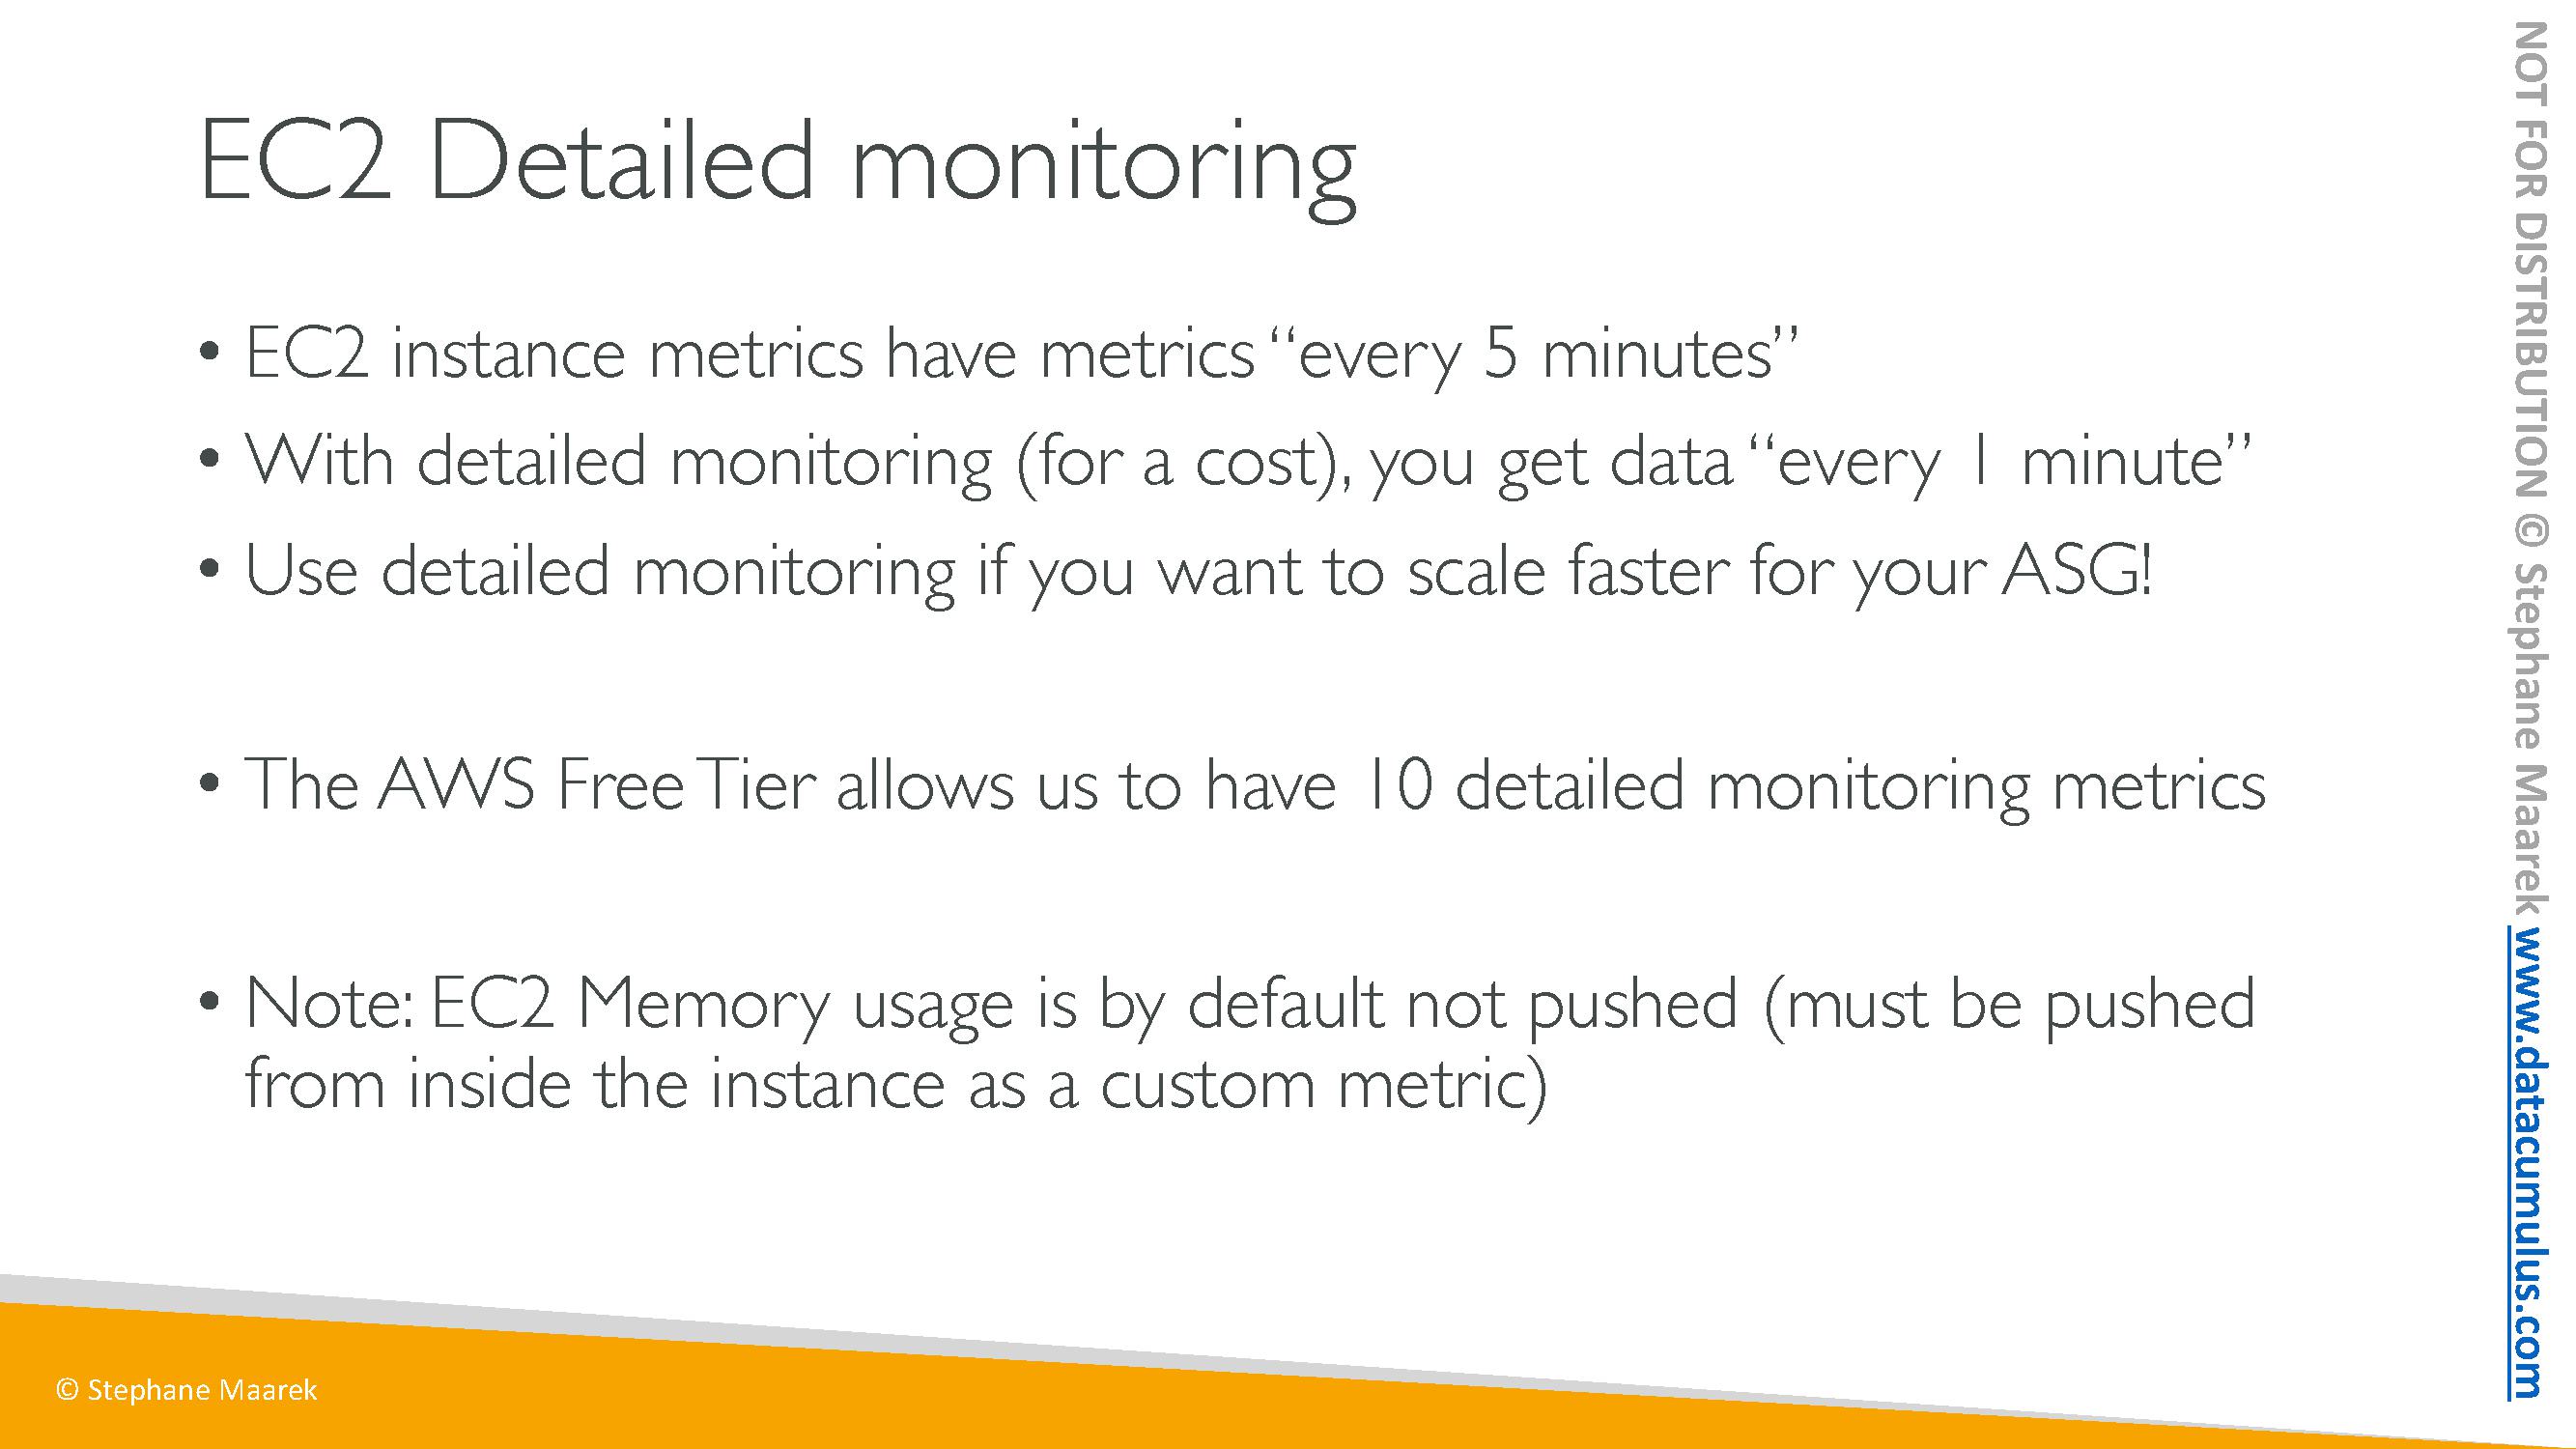 EC2 Detailed monitoring
• EC2 instance metrics have metrics “every 5 minutes”
• With detailed monitoring (for a cost), you get data “every 1 minute”
• Use detailed monitoring if you want to scale faster for your ASG!
• The AWS Free Tier allows us to have 10 detailed monitoring metrics
• Note: EC2 Memory usage is by default not pushed (must be pushed
from inside the instance as a custom metric)
© Stephane Maarek
NOT FOR DISTRIBUTION © Stephane Maarek www.datacumulus.com